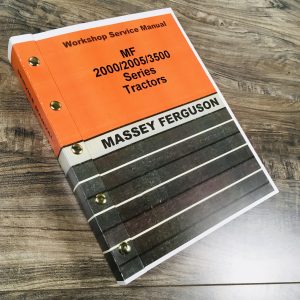 Workshop Service Manual
MF
2000/2005/3500
Series
Tractors
MASSEY FERGUSON